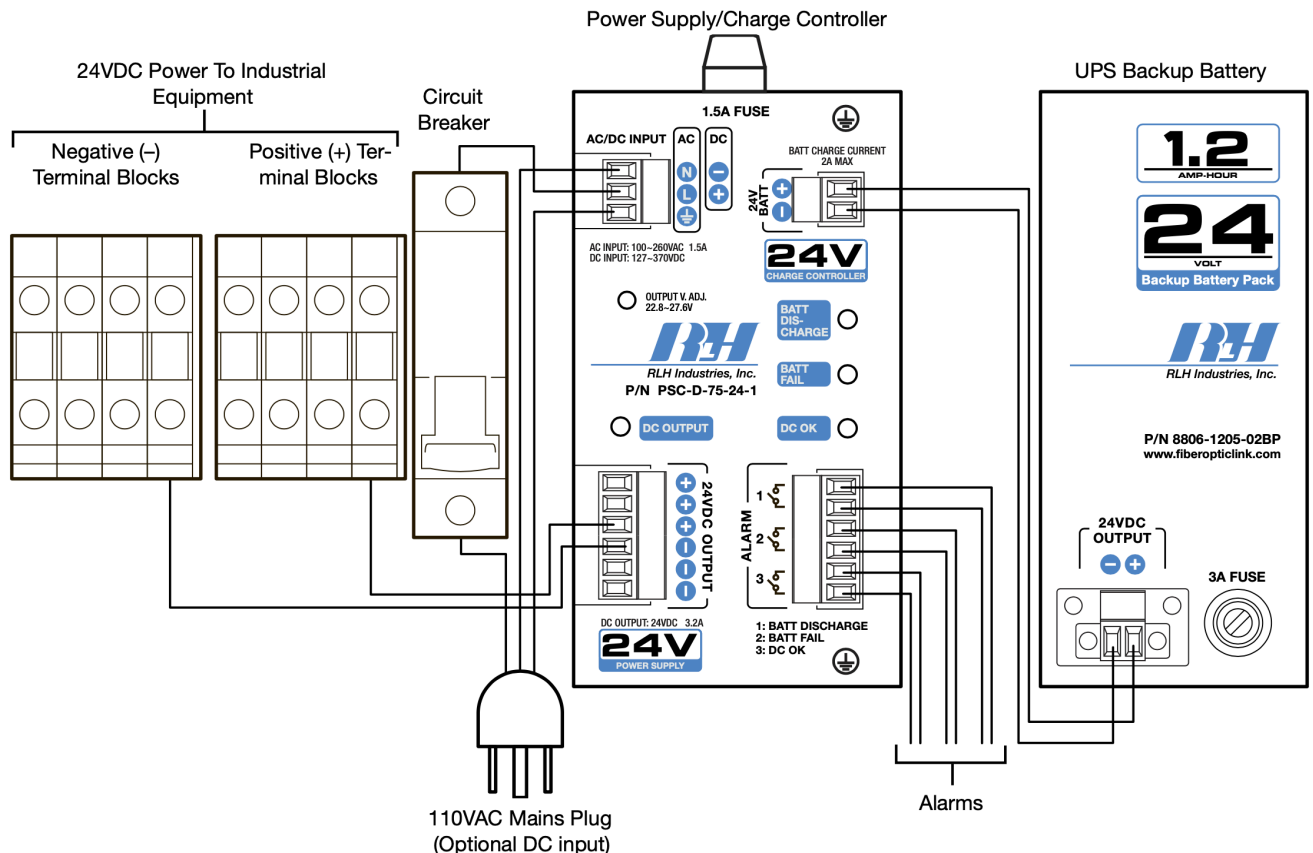 Power Supply/Charge Controller
24VDC Power To Industrial
Equipment
Negative (–)
Terminal Blocks
Positive (+) Ter-
minal Blocks
Circuit
Breaker
1.5A FUSE
AC/DC INPUT
AC
DC
N
L
–
+
BATT CHARGE CURRENT
2A MAX
24V
BATT
+
–
AC INPUT: 100~260VAC 1.5A
DC INPUT: 127~370VDC
24V
CHARGE CONTROLLER
OUTPUT V. ADJ.
22.8~27.6V
BATT
DIS-
CHARGE
RLH
RLH Industries, Inc.
P/N PSC-D-75-24-1
BATT
FAIL
DC OUTPUT
DC OK
+
+
+
–
–
–
24VDC OUTPUT
ALARM
1
2
3
DC OUTPUT: 24VDC 3.2A
24V
POWER SUPPLY
1: BATT DISCHARGE
2: BATT FAIL
3: DC OK
UPS Backup Battery
1.2
AMP-HOUR
24
VOLT
Backup Battery Pack
RLH
RLH Industries, Inc.
P/N 8806-1205-02BP
www.fiberopticlink.com
24VDC
OUTPUT
– +
3A FUSE
110VAC Mains Plug
(Optional DC input)
Alarms